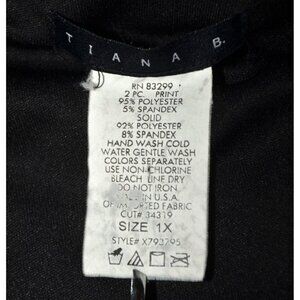 TIANA B.
RN 83299
2 PC. PRINT
95% POLYESTER
5% SPANDEX
SOLID
92% POLYESTER
8% SPANDEX
HAND WASH COLD
WATER GENTLE WASH
COLORS SEPARATELY
USE NON-CHLORINE
BLEACH LINE DRY
DO NOT IRON
MADE IN U.S.A.
OF IMPORTED FABRIC
CUT# 34319
SIZE 1X
STYLE# X793795